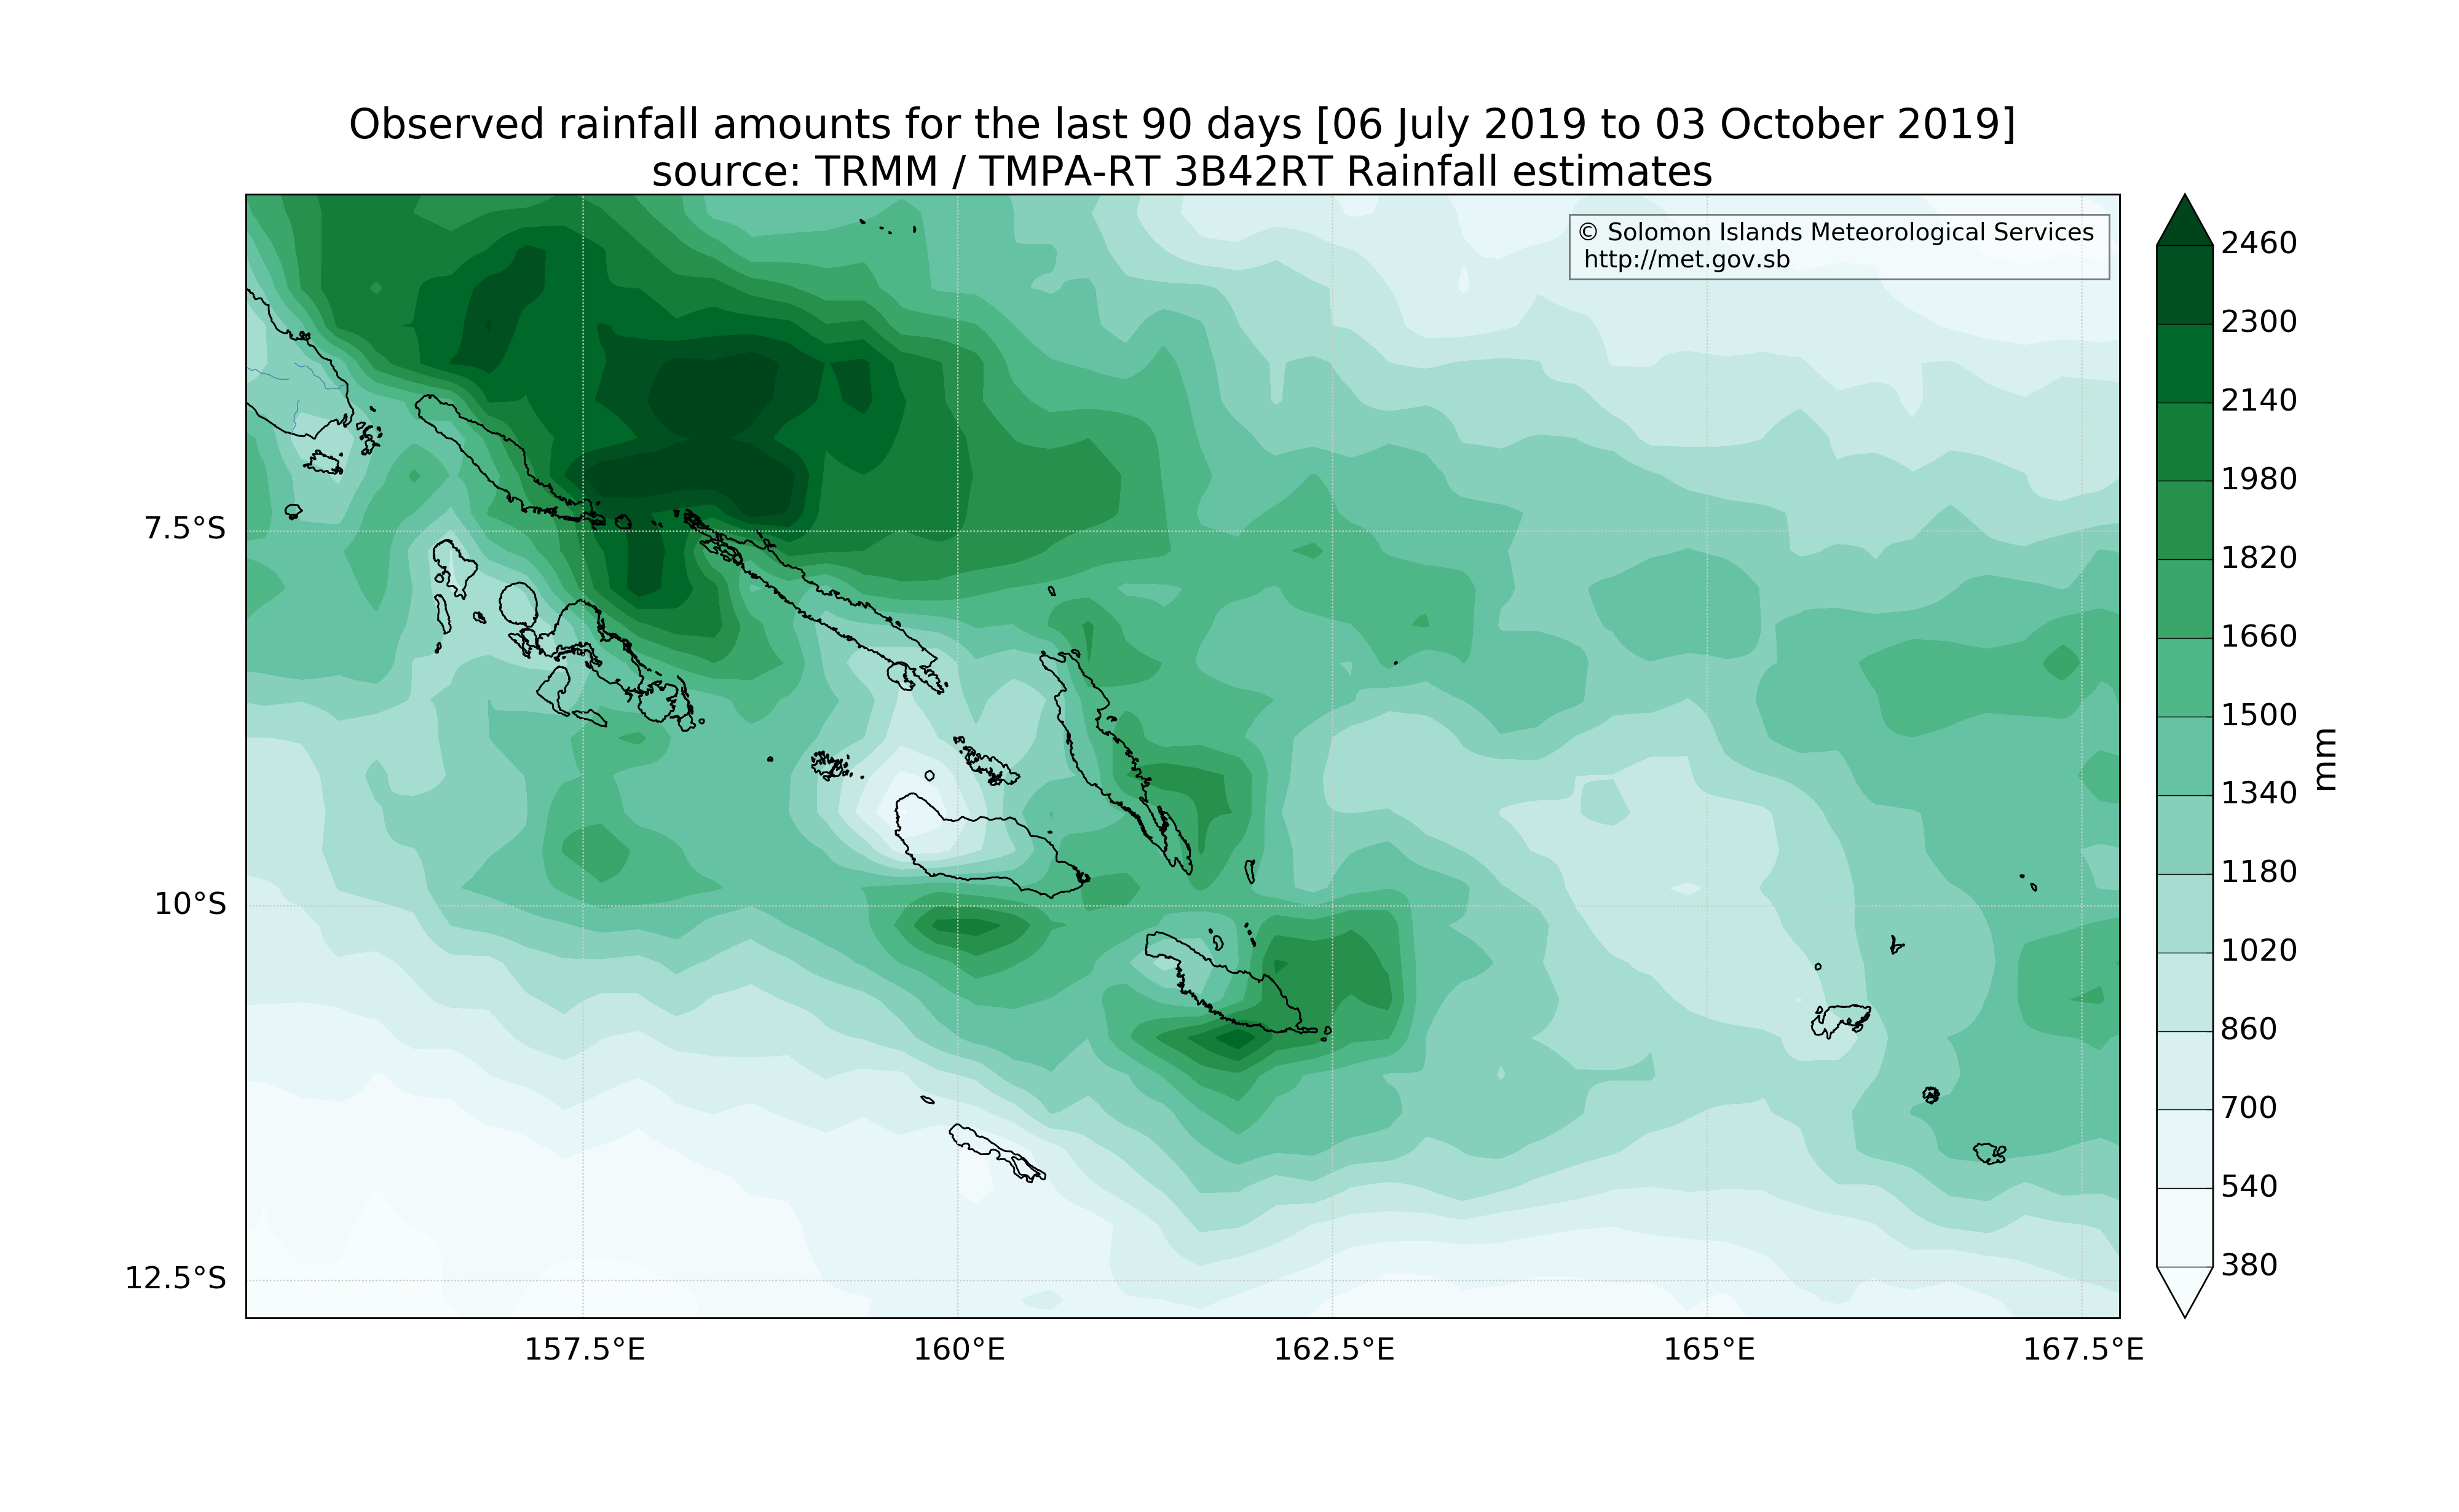 Observed rainfall amounts for the last 90 days [06 July 2019 to 03 October 2019]
source: TRMM / TMPA-RT 3B42RT Rainfall estimates
© Solomon Islands Meteorological Services
http://met.gov.sb
2460
2300
2140
1980
1820
1660
1500
1340
1180
1020
860
700
540
380
mm
7.5°S
10°S
12.5°S
157.5°E
160°E
162.5°E
165°E
167.5°E